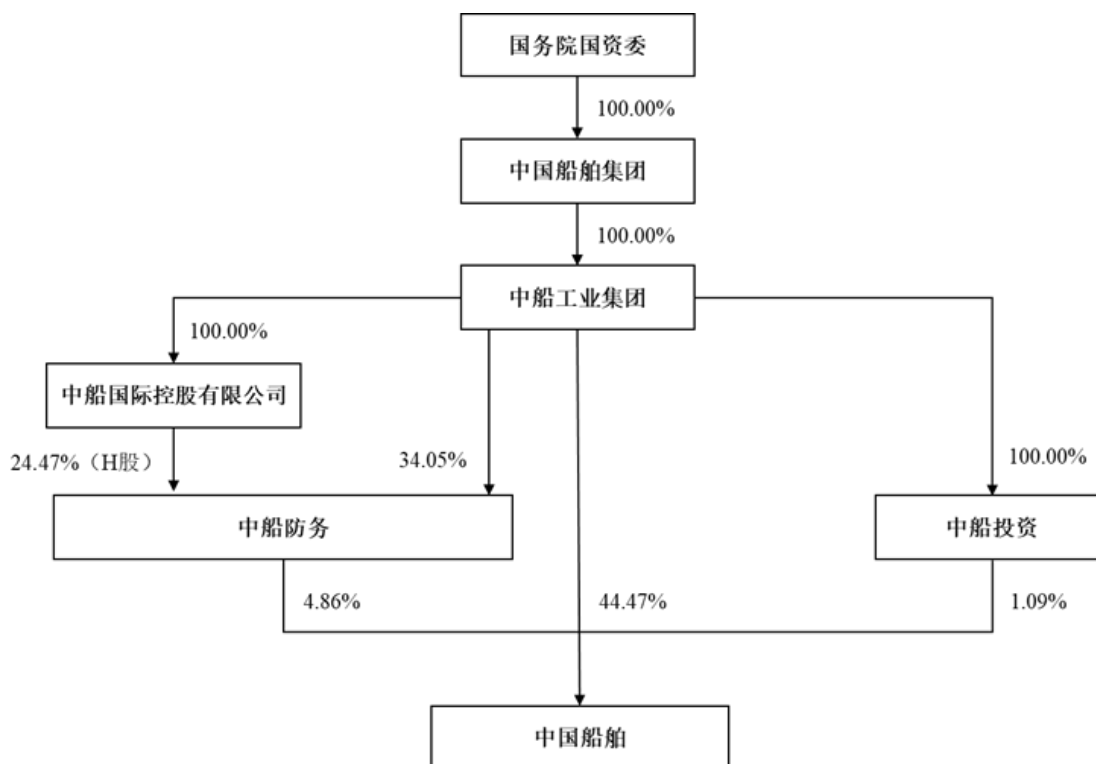 国务院国资委
100.00%
中国船舶集团
100.00%
中船工业集团
100.00%
中船国际控股有限公司
24.47%（H股）
34.05%
100.00%
中船防务
中船投资
4.86%
44.47%
1.09%
中国船舶